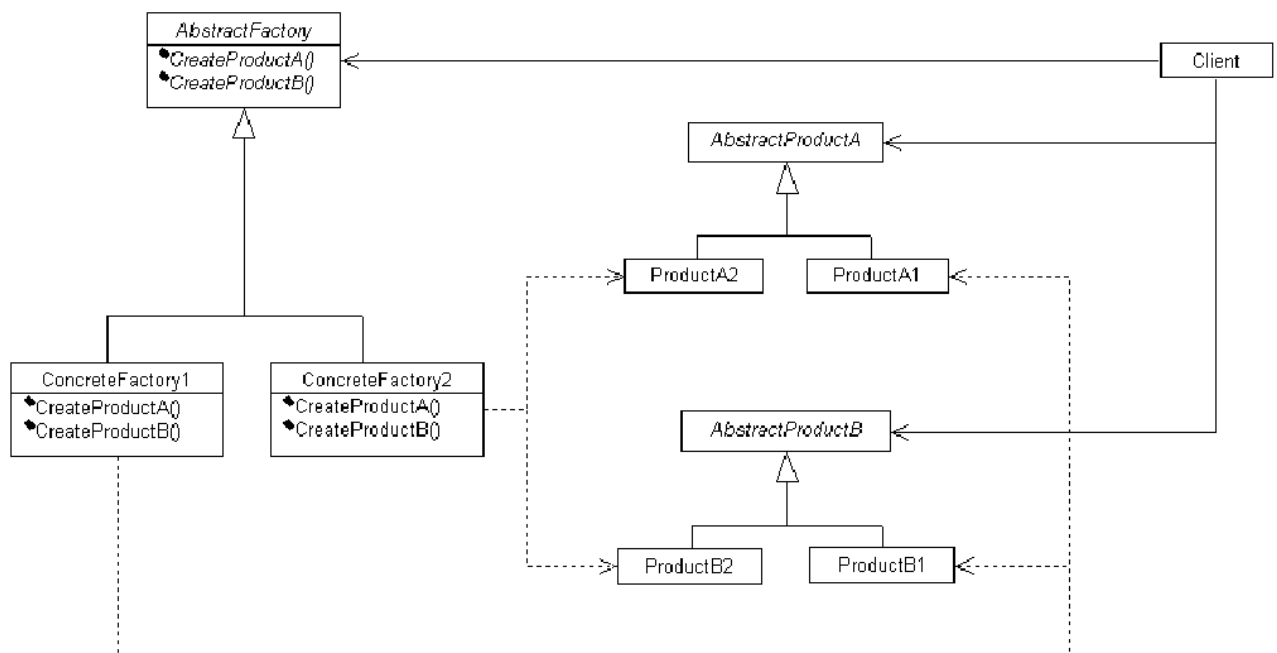 AbstractFactory
CreateProductA()
CreateProductB()
Client
AbstractProductA
ProductA2
ProductA1
ConcreteFactory1
CreateProductA()
CreateProductB()
ConcreteFactory2
CreateProductA()
CreateProductB()
AbstractProductB
ProductB2
ProductB1